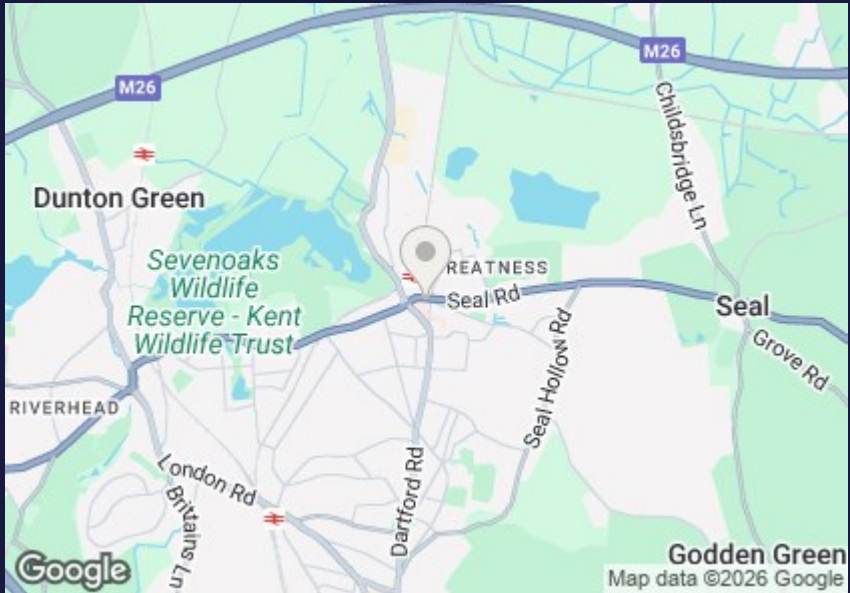 M26
M26
Childsbridge Ln
Dunton Green
Sevenoaks
Wildlife
Reserve - Kent
Wildlife Trust
REATNESS
Seal Rd
Seal
Grove Rd
Seal Hollow Rd
RIVERHEAD
London Rd
Brittains Ln
Dartford Rd
Godden Green
Google
Map data ©2026 Google